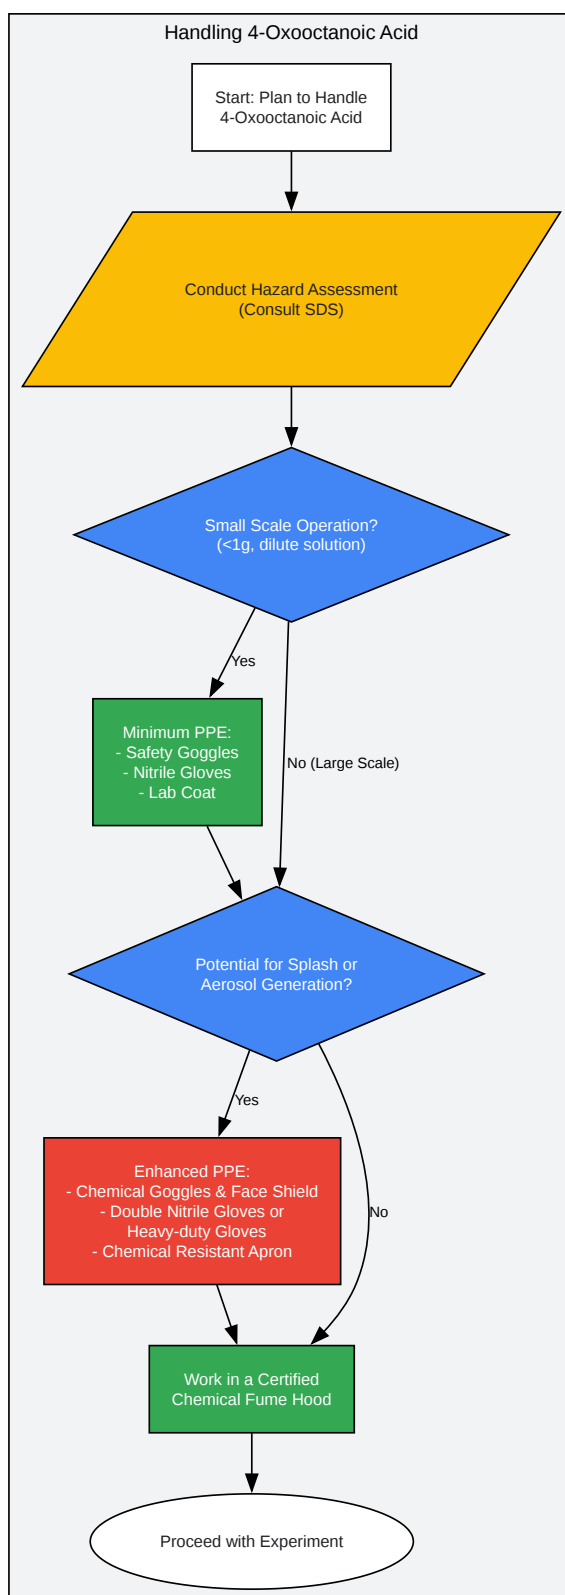 Handling 4-Oxooctanoic Acid
Start: Plan to Handle
4-Oxooctanoic Acid
Conduct Hazard Assessment
(Consult SDS)
Small Scale Operation?
(<1g, dilute solution)
Yes
Minimum PPE:
- Safety Goggles
- Nitrile Gloves
- Lab Coat
No (Large Scale)
Potential for Splash or
Aerosol Generation?
Yes
Enhanced PPE:
- Chemical Goggles & Face Shield
- Double Nitrile Gloves or
Heavy-duty Gloves
- Chemical Resistant Apron
No
Work in a Certified
Chemical Fume Hood
Proceed with Experiment